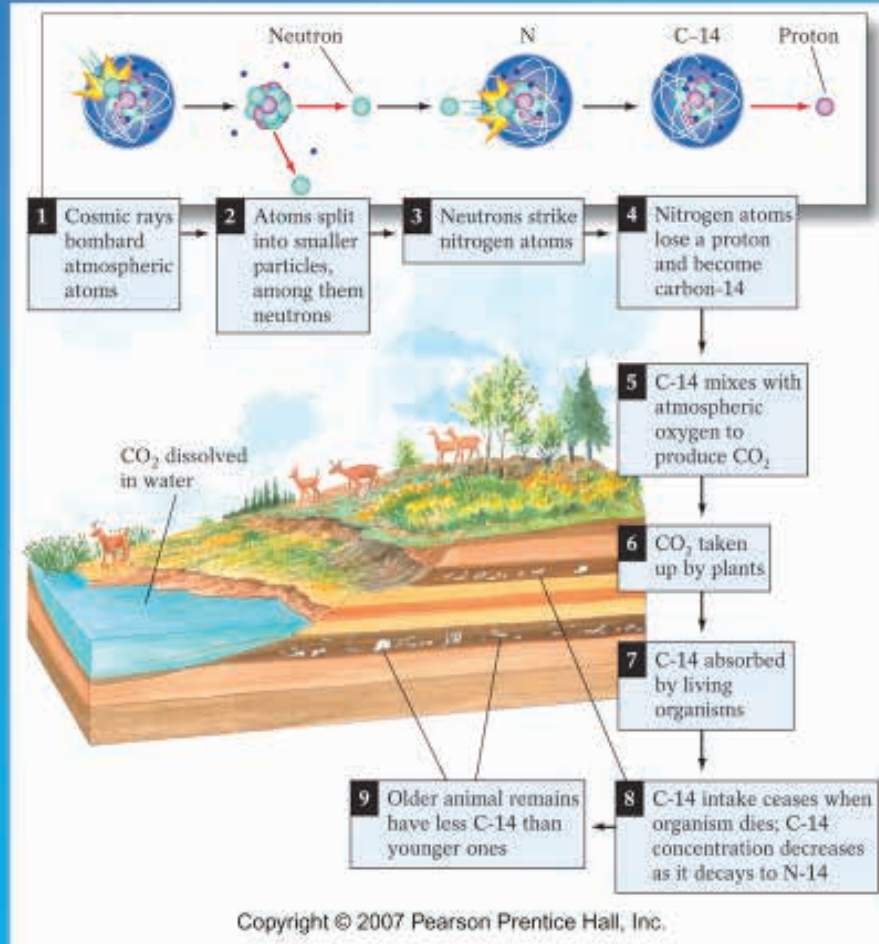 Neutron
N
C-14
Proton
1 Cosmic rays
bombard
atmospheric
atoms
2 Atoms split
into smaller
particles,
among them
neutrons
3 Neutrons strike
nitrogen atoms
4 Nitrogen atoms
lose a proton
and become
carbon-14
5 C-14 mixes with
atmospheric
oxygen to
produce CO₂
CO₂ dissolved
in water
6 CO₂ taken
up by plants
7 C-14 absorbed
by living
organisms
8 C-14 intake ceases when
organism dies; C-14
concentration decreases
as it decays to N-14
9 Older animal remains
have less C-14 than
younger ones
Copyright © 2007 Pearson Prentice Hall, Inc.